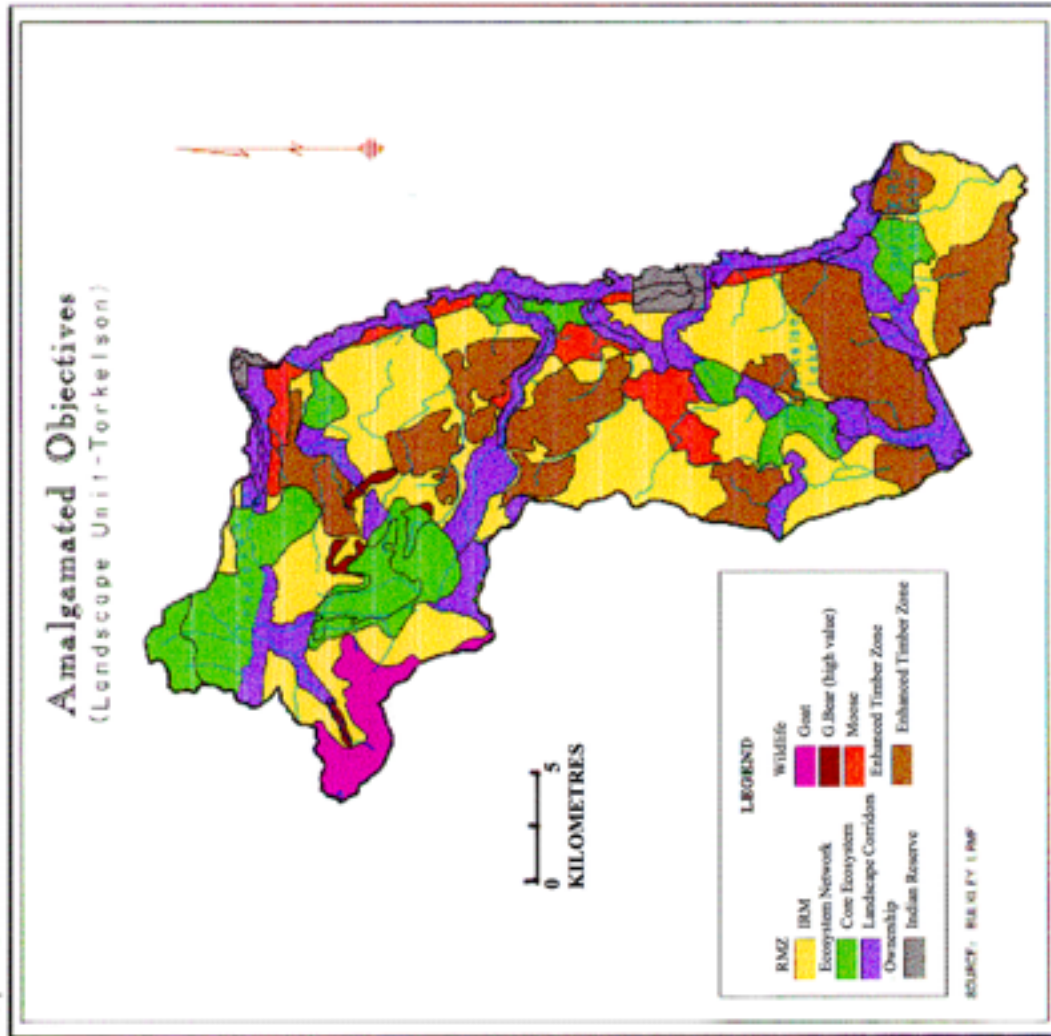 Amalgamated Objectives
(Landscape Unit-Torkelson)
0 5
KILOMETRES
LEGEND
RMZ
IRM
Ecosystem Network
Core Ecosystem
Landscape Corridors
Ownership
Indian Reserve
Wildlife
Goat
G.Bear (high value)
Moose
Enhanced Timber Zone
Enhanced Timber Zone
SOURCE: